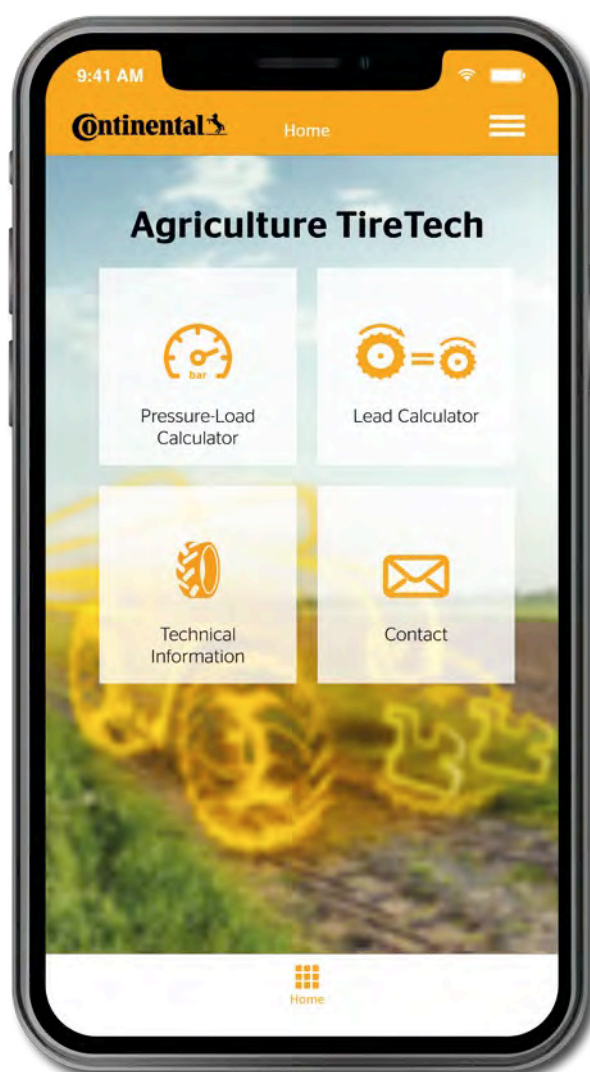 9:41 AM
Continental
Home
Agriculture TireTech
bar
Pressure-Load
Calculator
Lead Calculator
=
Technical
Information
Contact
Home